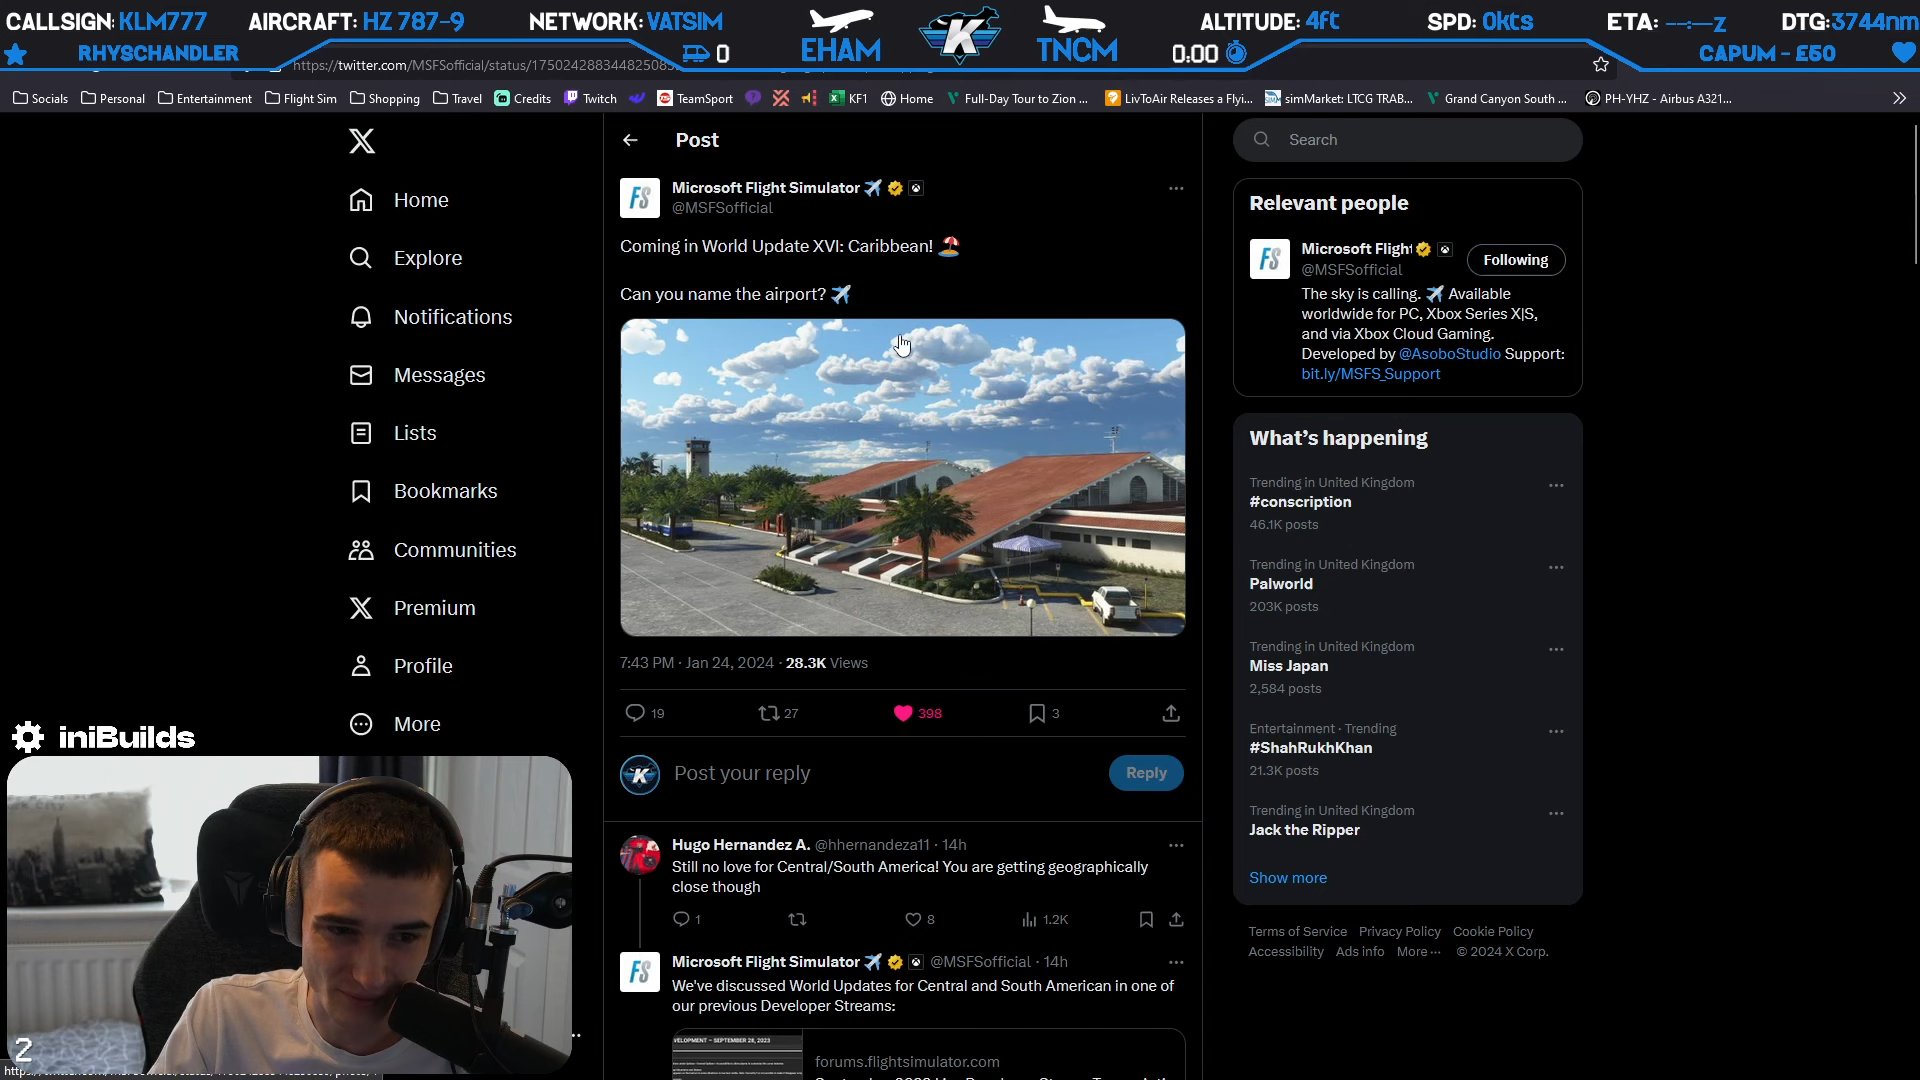 CALLSIGN: KLM777 AIRCRAFT: HZ 787-9 NETWORK: VATSIM ALTITUDE: 4ft SPD: 0kts ETA: --:--Z DTG:3744nm
RHYSCHANDLER 0 EHAM K TNCM 0:00 CAPUM - £50
Socials Personal Entertainment Flight Sim Shopping Travel Credits Twitch TeamSport KF1 Home Full-Day Tour to Zion ... LivToAir Releases a Flyi... simMarket: LTCG TRAB... Grand Canyon South ... PH-YHZ - Airbus A321...
Post
Search
Home
Explore
Notifications
Messages
Lists
Bookmarks
Communities
Premium
Profile
More
FS
Microsoft Flight Simulator
@MSFSofficial
Coming in World Update XVI: Caribbean!
Can you name the airport?
7:43 PM · Jan 24, 2024 · 28.3K Views
19 27 398 3
Post your reply Reply
Hugo Hernandez A. @hhernandeza11 · 14h
Still no love for Central/South America! You are getting geographically
close though
1 8 1.2K
FS
Microsoft Flight Simulator @MSFSofficial · 14h
We've discussed World Updates for Central and South American in one of
our previous Developer Streams:
VELOPMENT – SEPTEMBER 28, 2023
forums.flightsimulator.com
Relevant people
FS
Microsoft Flight
@MSFSofficial
Following
The sky is calling. Available
worldwide for PC, Xbox Series X|S,
and via Xbox Cloud Gaming.
Developed by @AsoboStudio Support:
bit.ly/MSFS_Support
What's happening
Trending in United Kingdom
#conscription
46.1K posts
Trending in United Kingdom
Palworld
203K posts
Trending in United Kingdom
Miss Japan
2,584 posts
Entertainment · Trending
#ShahRukhKhan
21.3K posts
Trending in United Kingdom
Jack the Ripper
Show more
Terms of Service Privacy Policy Cookie Policy
Accessibility Ads info More ··· © 2024 X Corp.
iniBuilds
2